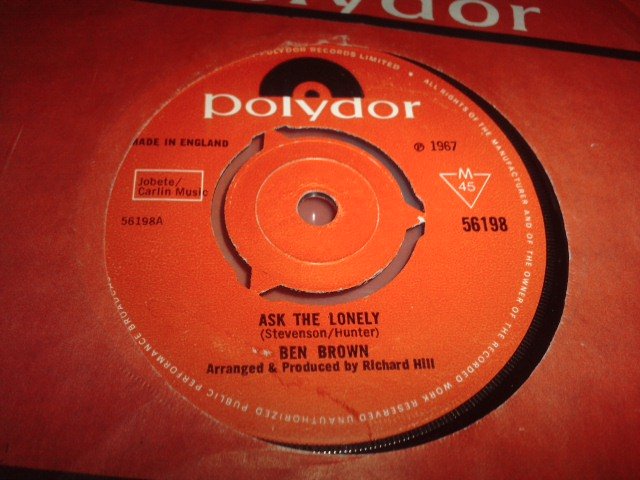 polydor
POLYDOR RECORDS LIMITED
polydor
MADE IN ENGLAND
℗ 1967
Jobete/
Carlin Music
M
45
56198A
56198
ASK THE LONELY
(Stevenson/Hunter)
BEN BROWN
Arranged & Produced by Richard Hill
ALL RIGHTS OF THE MANUFACTURER AND OF THE OWNER OF THE RECORDED WORK RESERVED UNAUTHORIZED PUBLIC PERFORMANCE